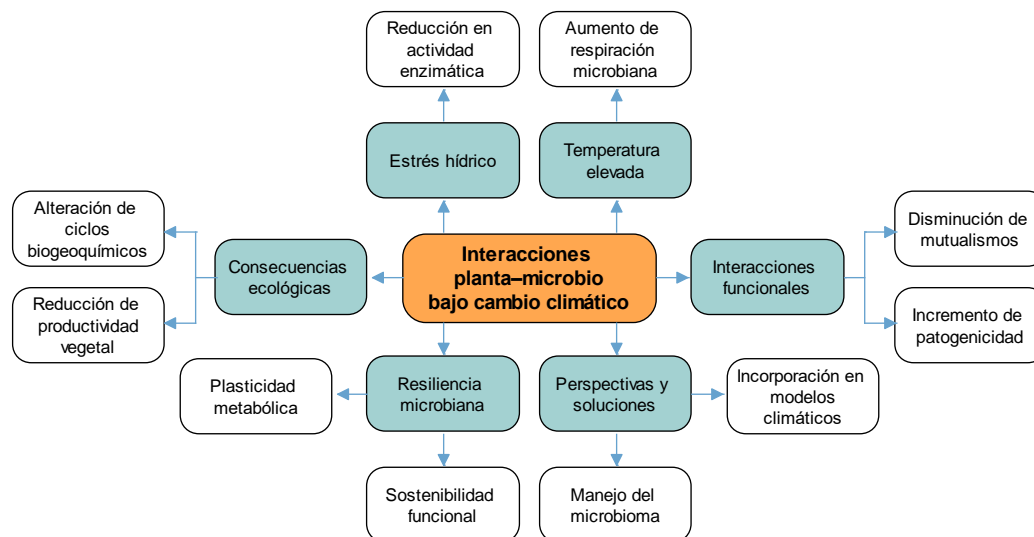 Reducción en
actividad
enzimática
Aumento de
respiración
microbiana
Estrés hídrico
Temperatura
elevada
Alteración de
ciclos
biogeoquímicos
Disminución de
mutualismos
Consecuencias
ecológicas
Interacciones
planta–microbio
bajo cambio climático
Interacciones
funcionales
Reducción de
productividad
vegetal
Incremento de
patogenicidad
Plasticidad
metabólica
Resiliencia
microbiana
Perspectivas y
soluciones
Incorporación en
modelos
climáticos
Sostenibilidad
funcional
Manejo del
microbioma